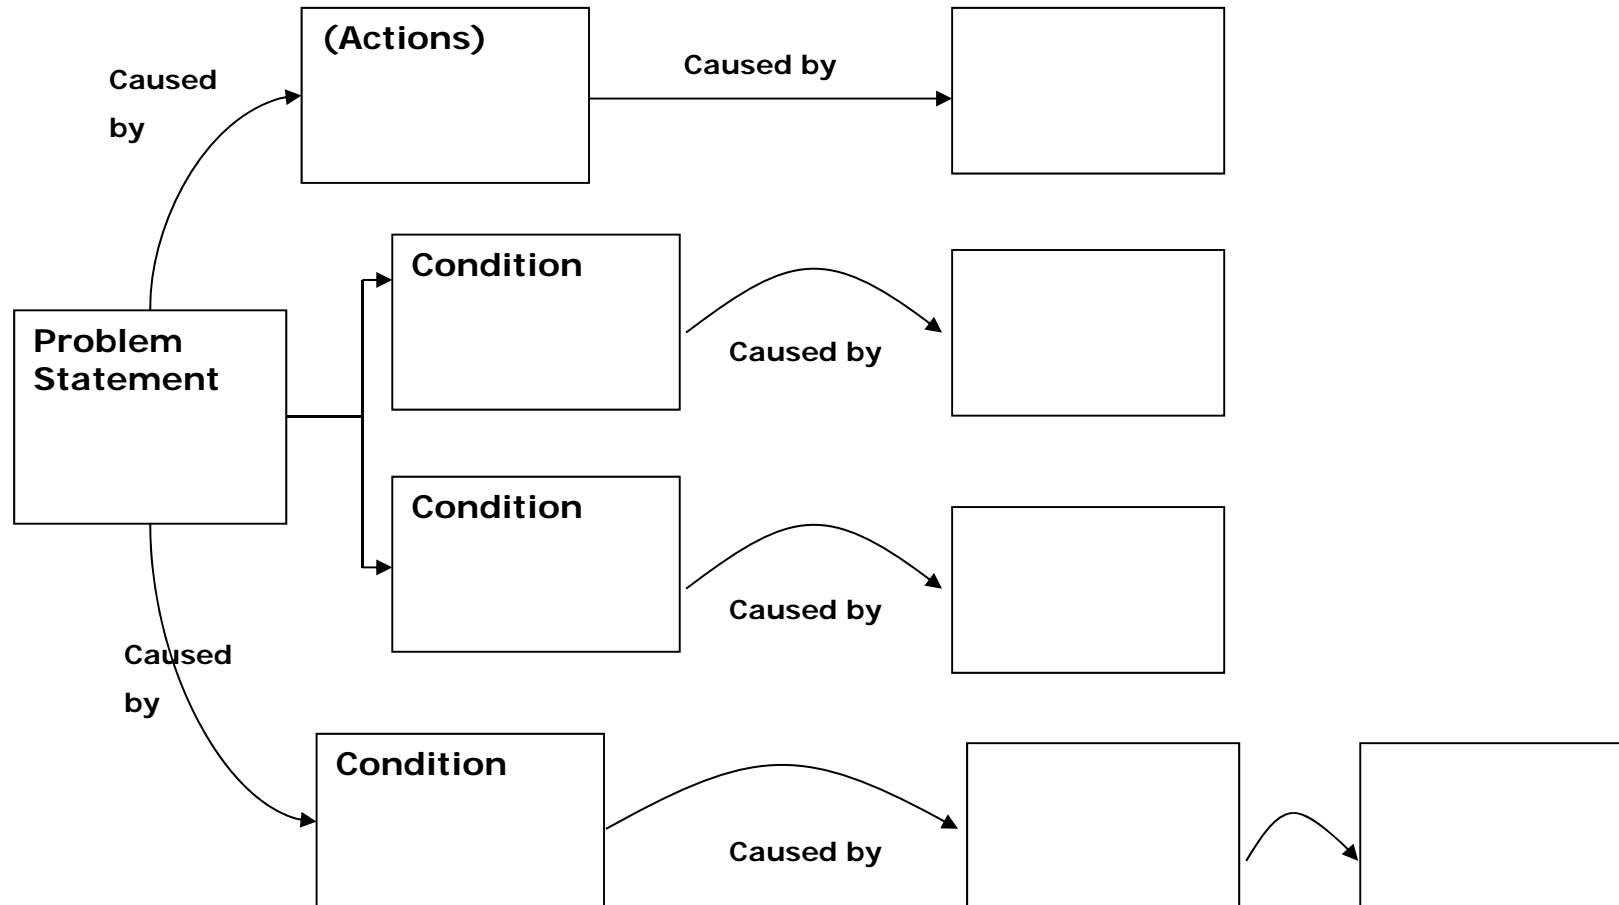 (Actions)
Caused by
Caused
by
Condition
Caused by
Problem
Statement
Condition
Caused by
Caused
by
Condition
Caused by